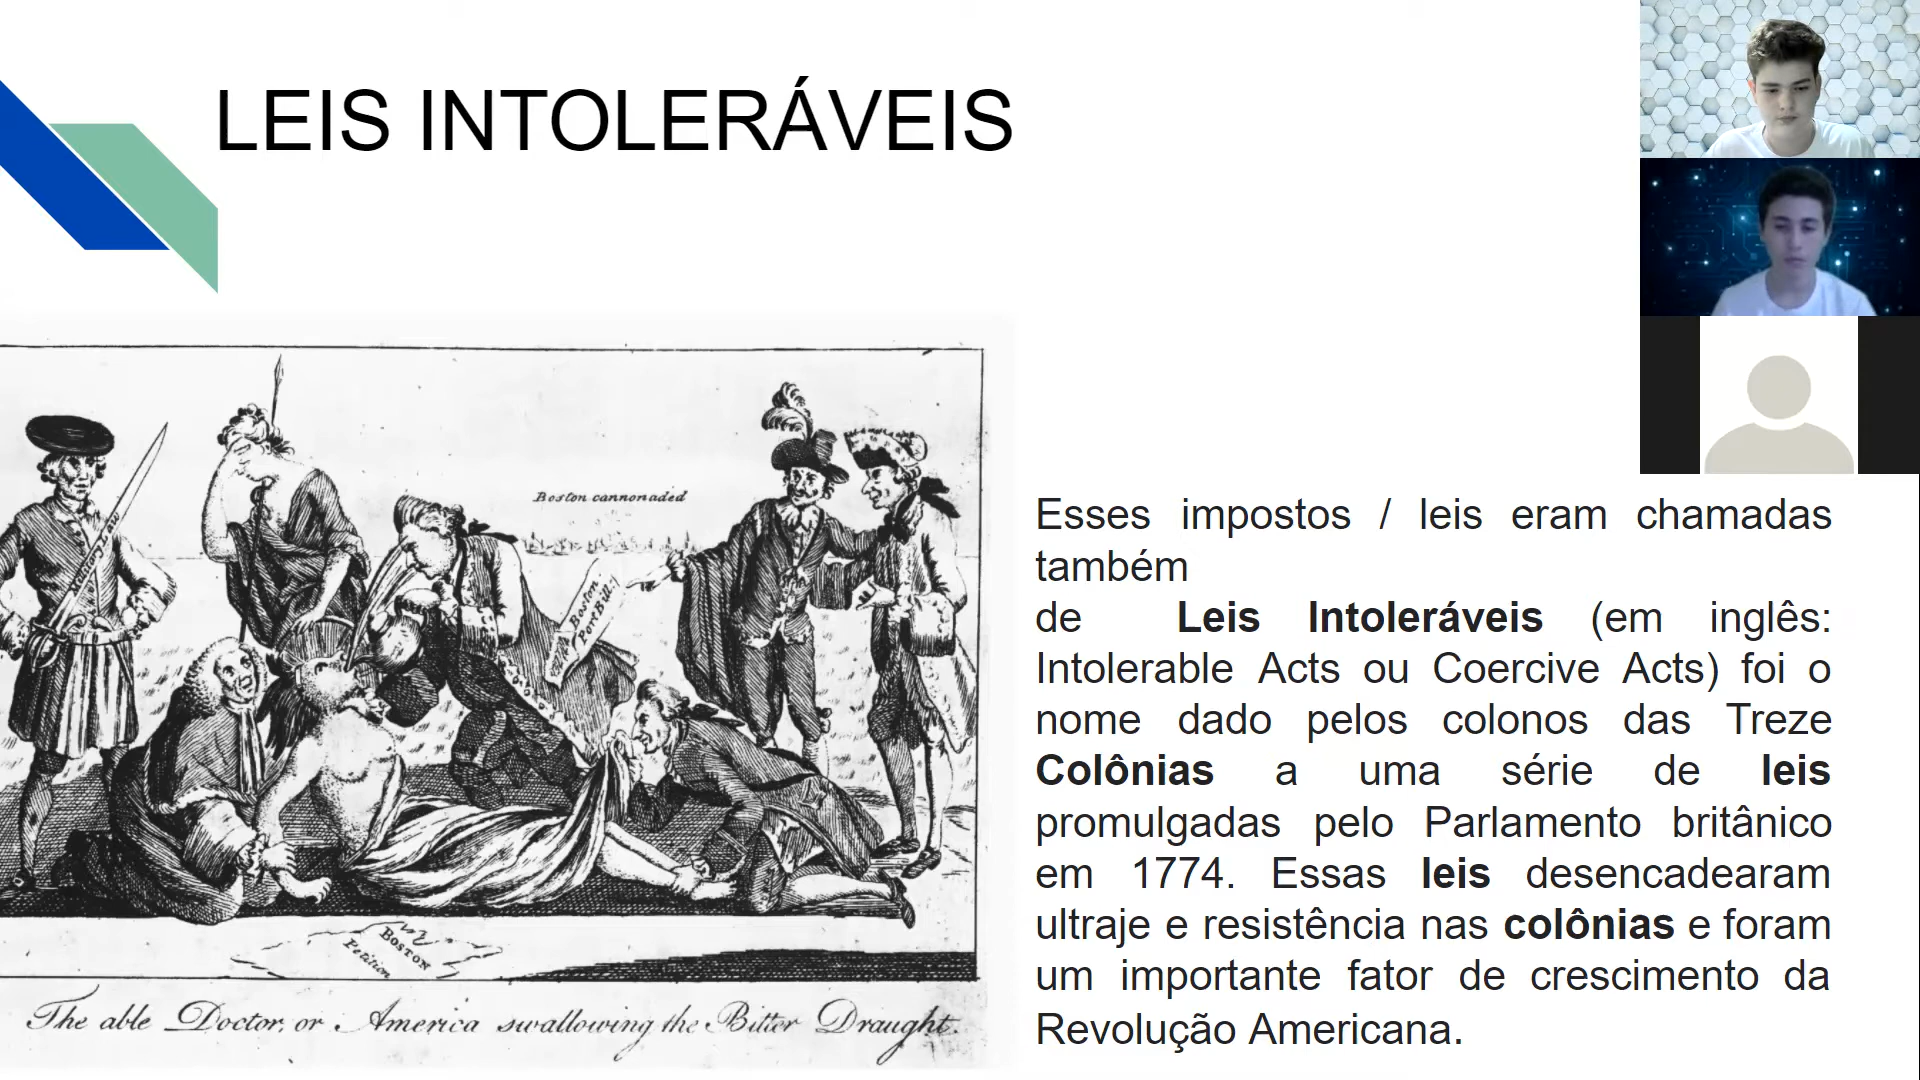 LEIS INTOLERÁVEIS
Boston cannonaded
Boston
Port Bill
BOSTON
Petition
The able Doctor, or America swallowing the Bitter Draught.
Esses impostos / leis eram chamadas
também
de Leis Intoleráveis (em inglês:
Intolerable Acts ou Coercive Acts) foi o
nome dado pelos colonos das Treze
Colônias a uma série de leis
promulgadas pelo Parlamento britânico
em 1774. Essas leis desencadearam
ultraje e resistência nas colônias e foram
um importante fator de crescimento da
Revolução Americana.